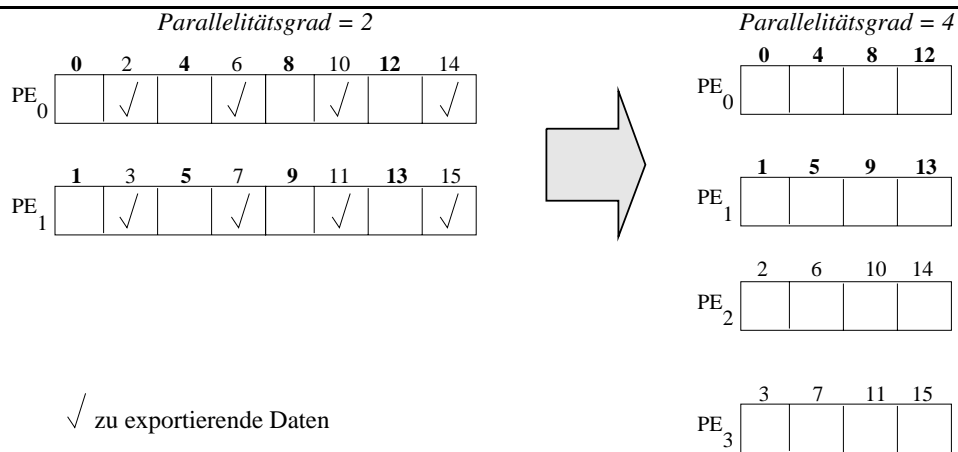 Parallelitätsgrad = 2
0 2 4 6 8 10 12 14
PE0
1 3 5 7 9 11 13 15
PE1
√ zu exportierende Daten
Parallelitätsgrad = 4
0 4 8 12
PE0
1 5 9 13
PE1
2 6 10 14
PE2
3 7 11 15
PE3